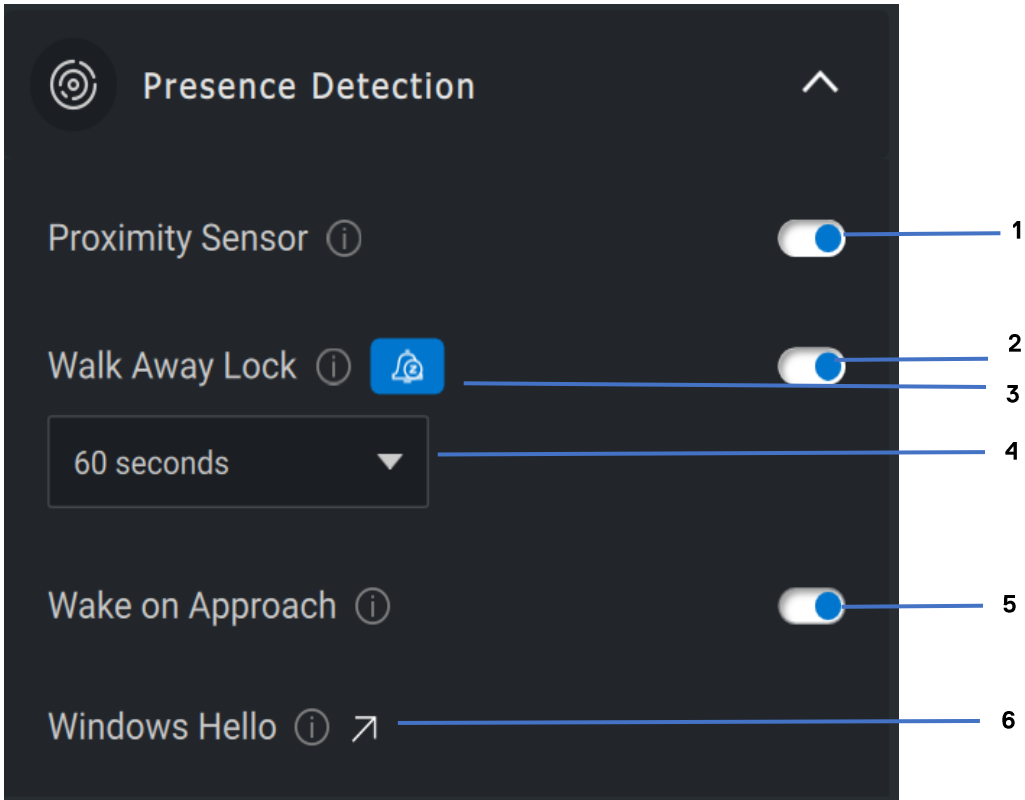 Presence Detection
Proximity Sensor
1
Walk Away Lock
2
3
60 seconds
4
Wake on Approach
5
Windows Hello
6